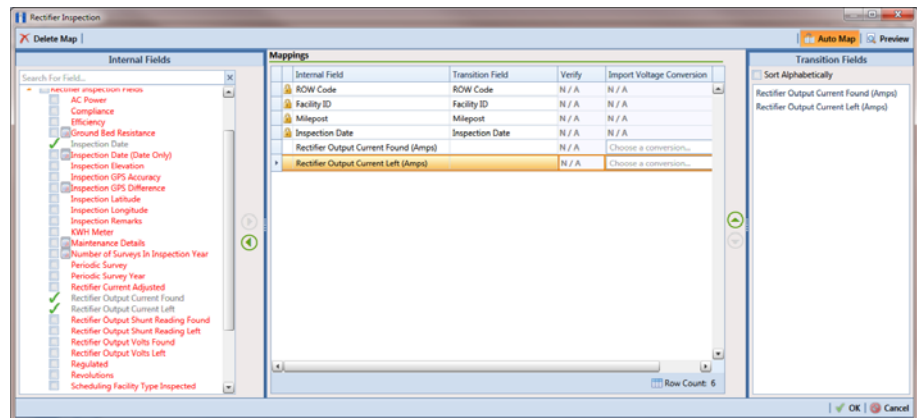 Rectifier Inspection
Delete Map
Auto Map
Preview
Internal Fields
Search For Field...
Rectifier Inspection Fields
AC Power
Compliance
Efficiency
Ground Bed Resistance
Inspection Date
Inspection Date (Date Only)
Inspection Elevation
Inspection GPS Accuracy
Inspection GPS Difference
Inspection Latitude
Inspection Longitude
Inspection Remarks
KWH Meter
Maintenance Details
Number of Surveys In Inspection Year
Periodic Survey
Periodic Survey Year
Rectifier Current Adjusted
Rectifier Output Current Found
Rectifier Output Current Left
Rectifier Output Shunt Reading Found
Rectifier Output Shunt Reading Left
Rectifier Output Volts Found
Rectifier Output Volts Left
Regulated
Revolutions
Scheduling Facility Type Inspected
Mappings
Internal Field Transition Field Verify Import Voltage Conversion
ROW Code ROW Code N / A N / A
Facility ID Facility ID N / A N / A
Milepost Milepost N / A N / A
Inspection Date Inspection Date N / A N / A
Rectifier Output Current Found (Amps) N / A Choose a conversion...
Rectifier Output Current Left (Amps) N / A Choose a conversion...
Row Count: 6
Transition Fields
Sort Alphabetically
Rectifier Output Current Found (Amps)
Rectifier Output Current Left (Amps)
OK
Cancel